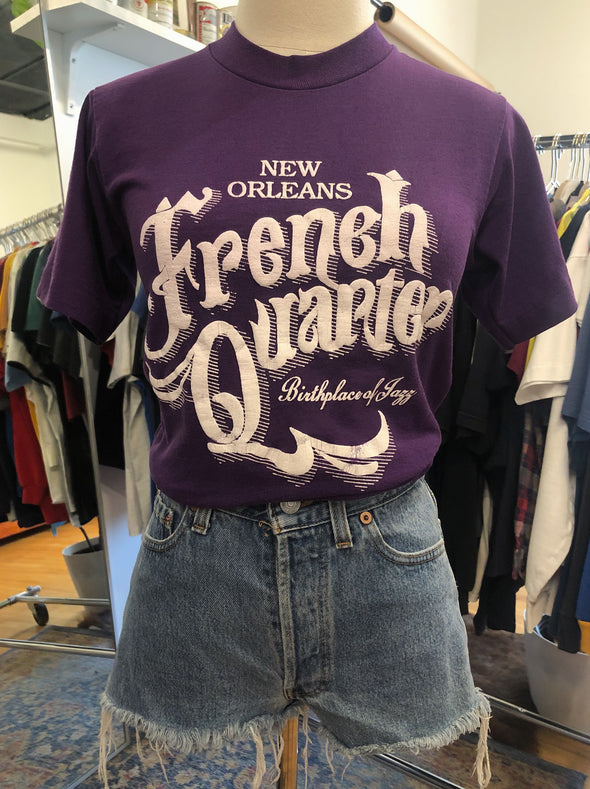 NEW
ORLEANS
French
Quarter
Birthplace of Jazz